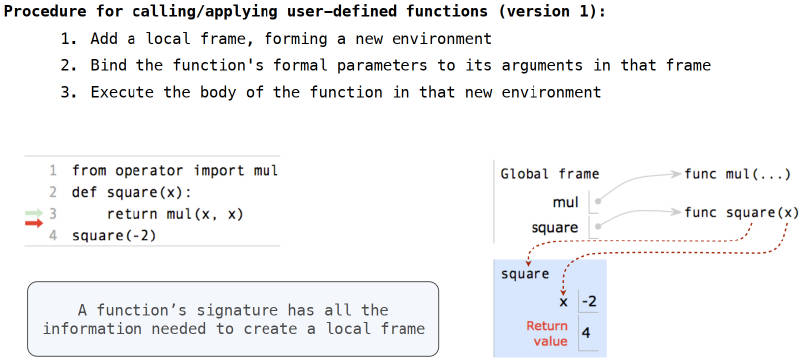 Procedure for calling/applying user-defined functions (version 1):
1. Add a local frame, forming a new environment
2. Bind the function's formal parameters to its arguments in that frame
3. Execute the body of the function in that new environment
1 from operator import mul
2 def square(x):
3     return mul(x, x)
4 square(-2)
A function’s signature has all the
information needed to create a local frame
Global frame
mul
square
func mul(...)
func square(x)
square
x -2
Return
value 4